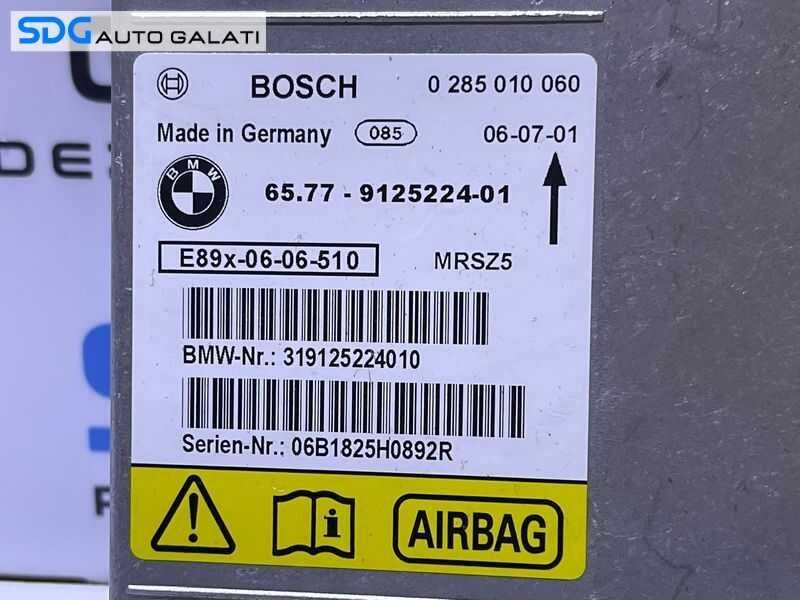 SDG AUTO GALATI
BOSCH 0 285 010 060
Made in Germany 085 06-07-01
BMW
65.77 - 9125224-01
E89x-06-06-510 MRSZ5
BMW-Nr.: 319125224010
Serien-Nr.: 06B1825H0892R
AIRBAG